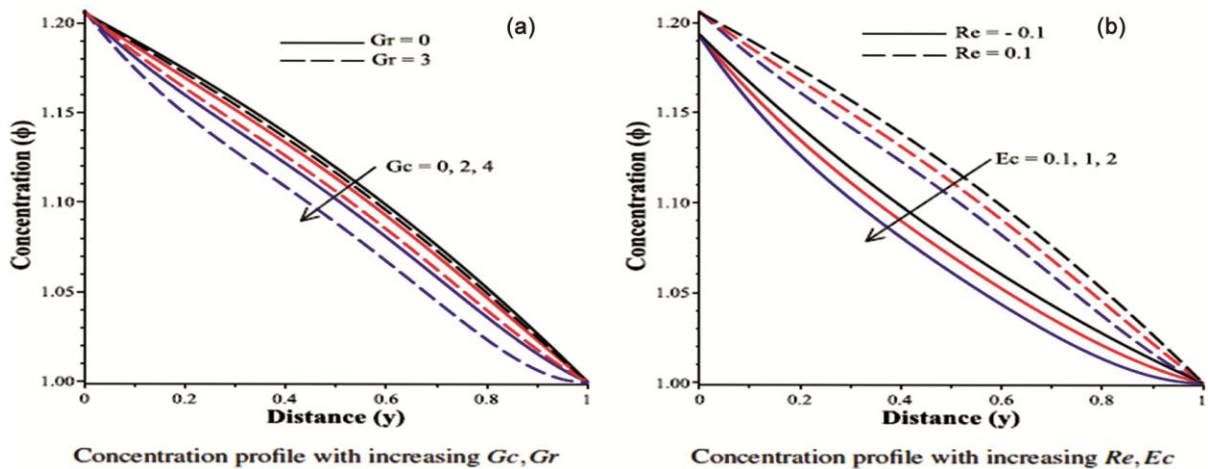 (a)
Gr = 0
Gr = 3
Gc = 0, 2, 4
Concentration (ϕ)
1.20
1.15
1.10
1.05
1.00
0
0.2
0.4
0.6
0.8
1
Distance (y)
Concentration profile with increasing Gc, Gr
(b)
Re = - 0.1
Re = 0.1
Ec = 0.1, 1, 2
Concentration (ϕ)
1.20
1.15
1.10
1.05
1.00
0
0.2
0.4
0.6
0.8
1
Distance (y)
Concentration profile with increasing Re, Ec